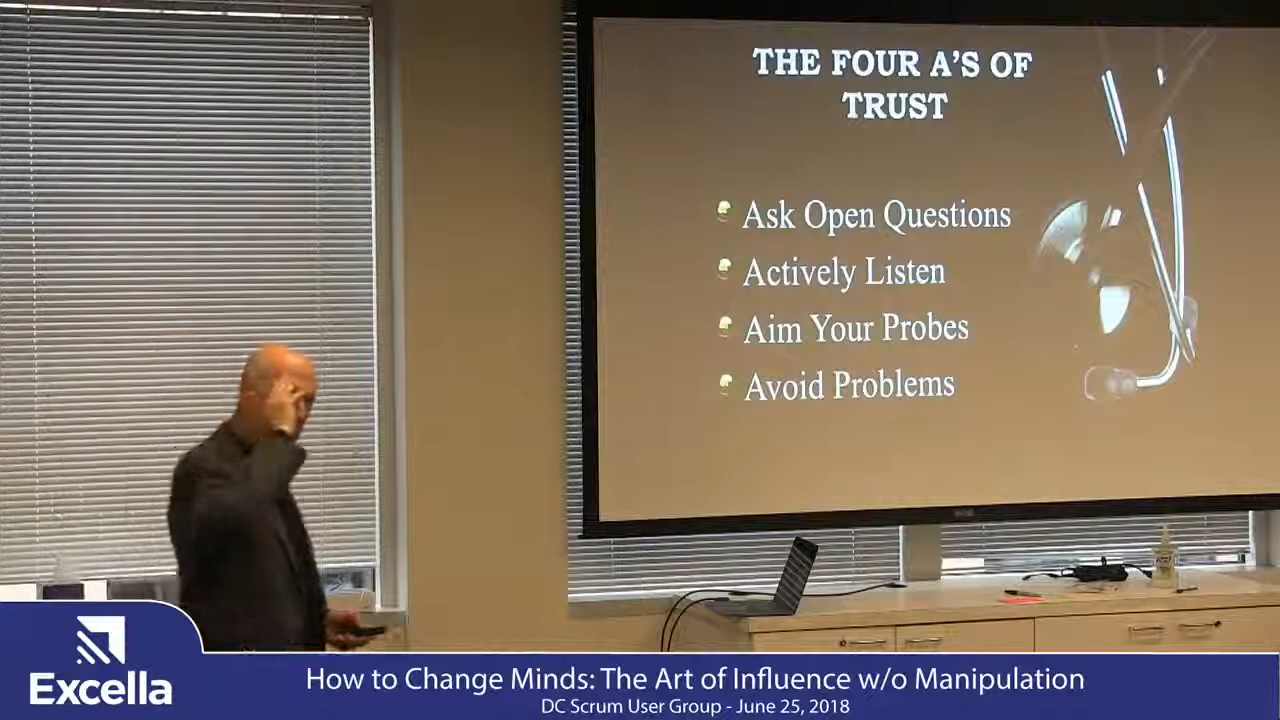 THE FOUR A'S OF
TRUST
Ask Open Questions
Actively Listen
Aim Your Probes
Avoid Problems
Excella
How to Change Minds: The Art of Influence w/o Manipulation
DC Scrum User Group - June 25, 2018